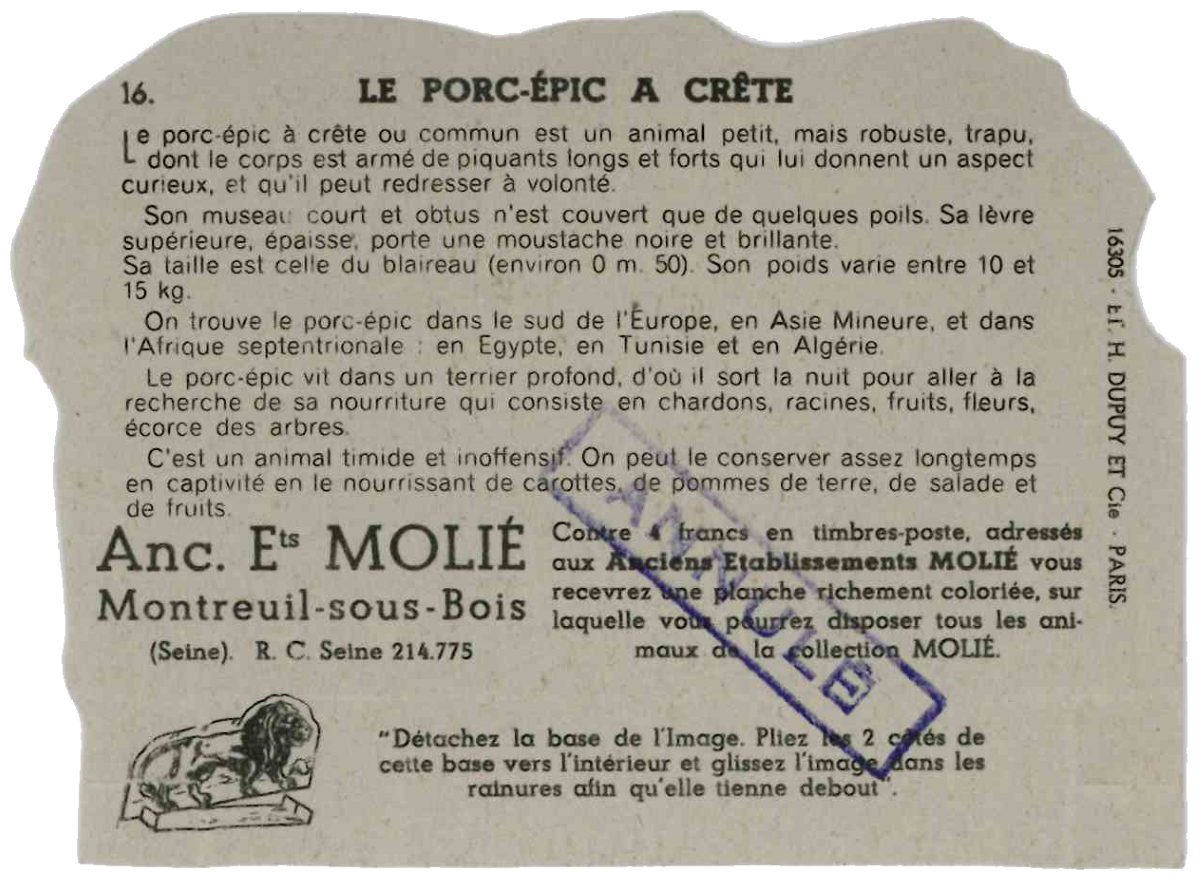 16. LE PORC-ÉPIC A CRÊTE
Le porc-épic à crête ou commun est un animal petit, mais robuste, trapu,
dont le corps est armé de piquants longs et forts qui lui donnent un aspect
curieux, et qu'il peut redresser à volonté.
Son museau court et obtus n'est couvert que de quelques poils. Sa lèvre
supérieure, épaisse, porte une moustache noire et brillante.
Sa taille est celle du blaireau (environ 0 m. 50). Son poids varie entre 10 et
15 kg.
On trouve le porc-épic dans le sud de l'Éurope, en Asie Mineure, et dans
l'Afrique septentrionale : en Egypte, en Tunisie et en Algérie.
Le porc-épic vit dans un terrier profond, d'où il sort la nuit pour aller à la
recherche de sa nourriture qui consiste en chardons, racines, fruits, fleurs,
écorce des arbres.
C'est un animal timide et inoffensif. On peut le conserver assez longtemps
en captivité en le nourrissant de carottes, de pommes de terre, de salade et
de fruits.
Anc. Ets MOLIÉ
Montreuil-sous-Bois
(Seine). R. C. Seine 214.775
Contre 4 francs en timbres-poste, adressés
aux Anciens Etablissements MOLIÉ vous
recevrez une planche richement coloriée, sur
laquelle vous pourrez disposer tous les ani-
maux de la collection MOLIÉ.
ANNULÉ
"Détachez la base de l'Image. Pliez les 2 côtés de
cette base vers l'intérieur et glissez l'image dans les
rainures afin qu'elle tienne debout".
16305 - ET. H. DUPUY ET Cie - PARIS.